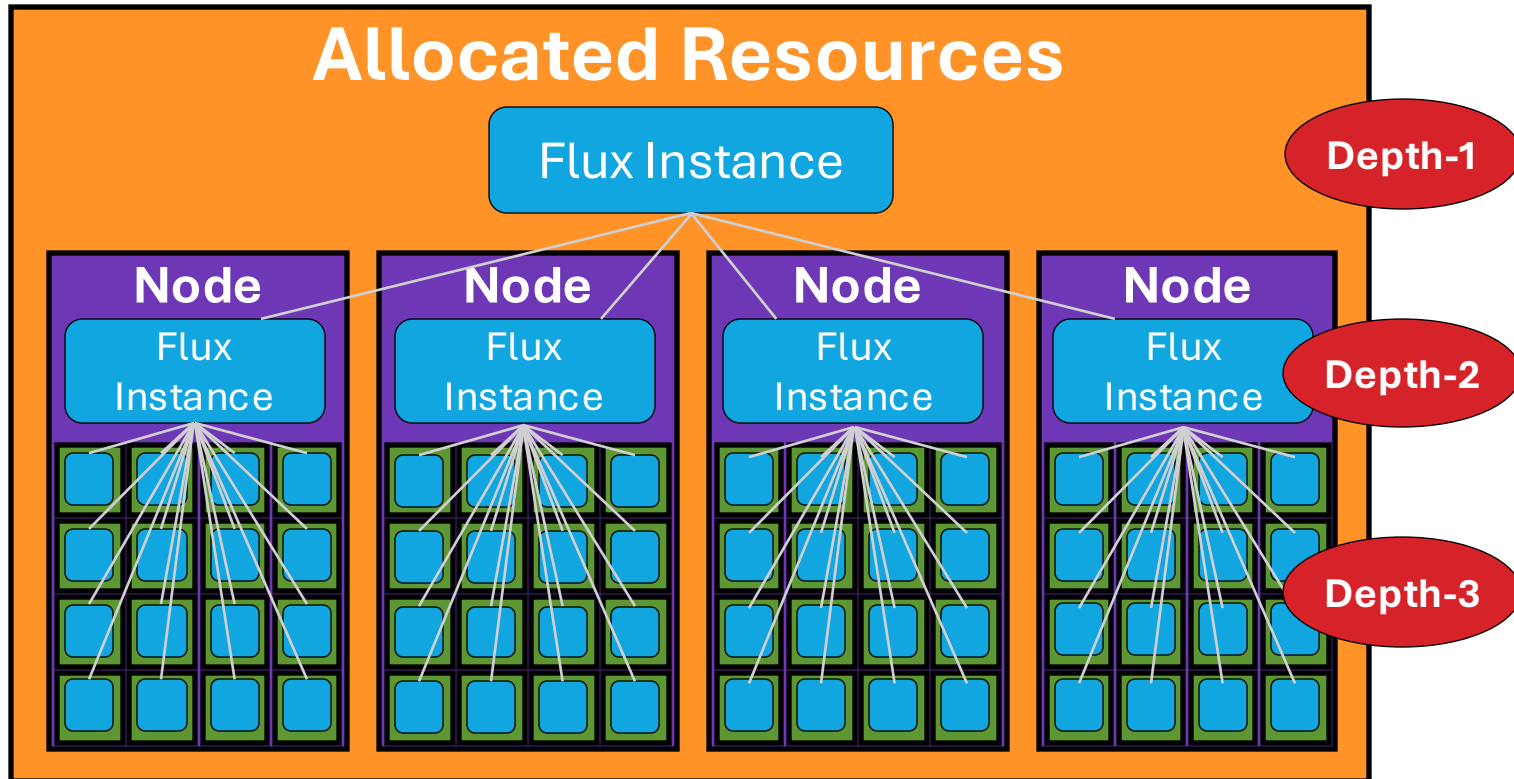 Allocated Resources
Flux Instance
Depth-1
Node
Node
Node
Node
Flux
Instance
Flux
Instance
Flux
Instance
Flux
Instance
Depth-2
Depth-3